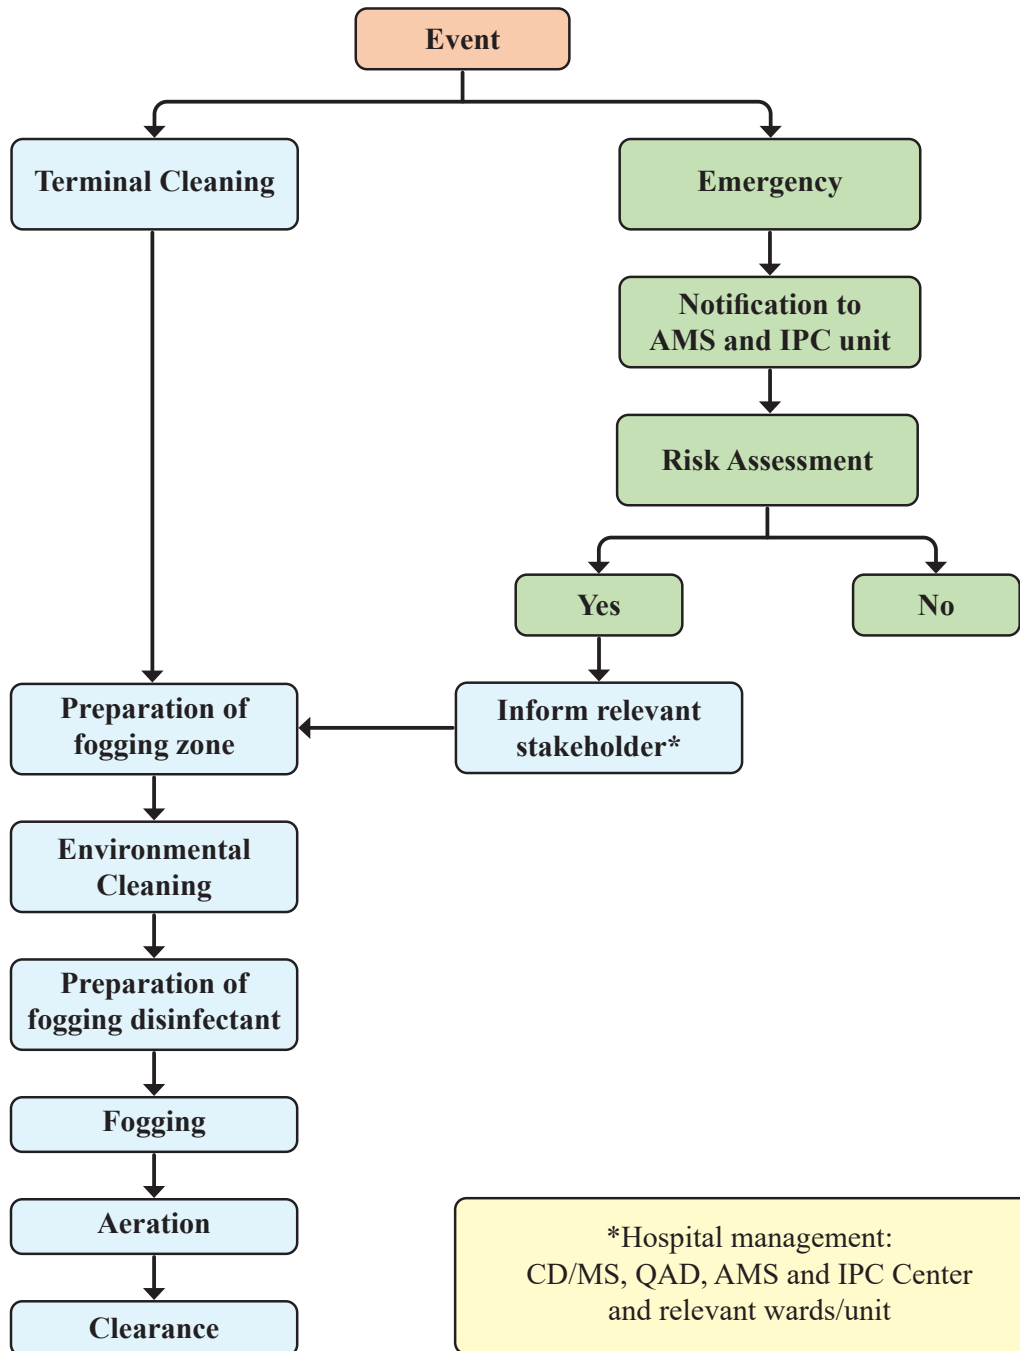 Event
Terminal Cleaning
Emergency
Notification to
AMS and IPC unit
Risk Assessment
Yes
No
Preparation of
fogging zone
Inform relevant
stakeholder*
Environmental
Cleaning
Preparation of
fogging disinfectant
Fogging
Aeration
Clearance
*Hospital management:
CD/MS, QAD, AMS and IPC Center
and relevant wards/unit